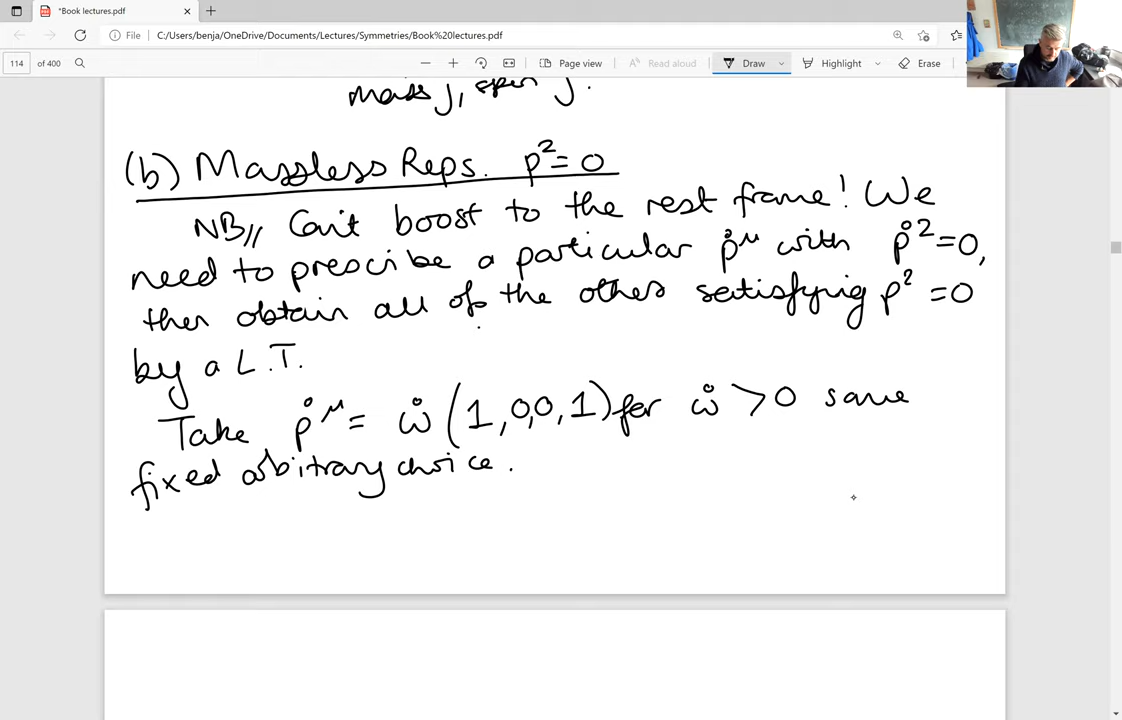 *Book lectures.pdf
File
C:/Users/benja/OneDrive/Documents/Lectures/Symmetries/Book%20lectures.pdf
114 of 400
Page view
Read aloud
Draw
Highlight
Erase
mass j, spin j.
(b) Massless Reps. p² = 0
NB// Can't boost to the rest frame! We
need to prescribe a particular p̊^μ with p̊² = 0,
then obtain all of the others satisfying p² = 0
by a L.T.
Take p̊^μ = ω̊ (1,0,0,1) for ω̊ > 0 some
fixed arbitrary choice.